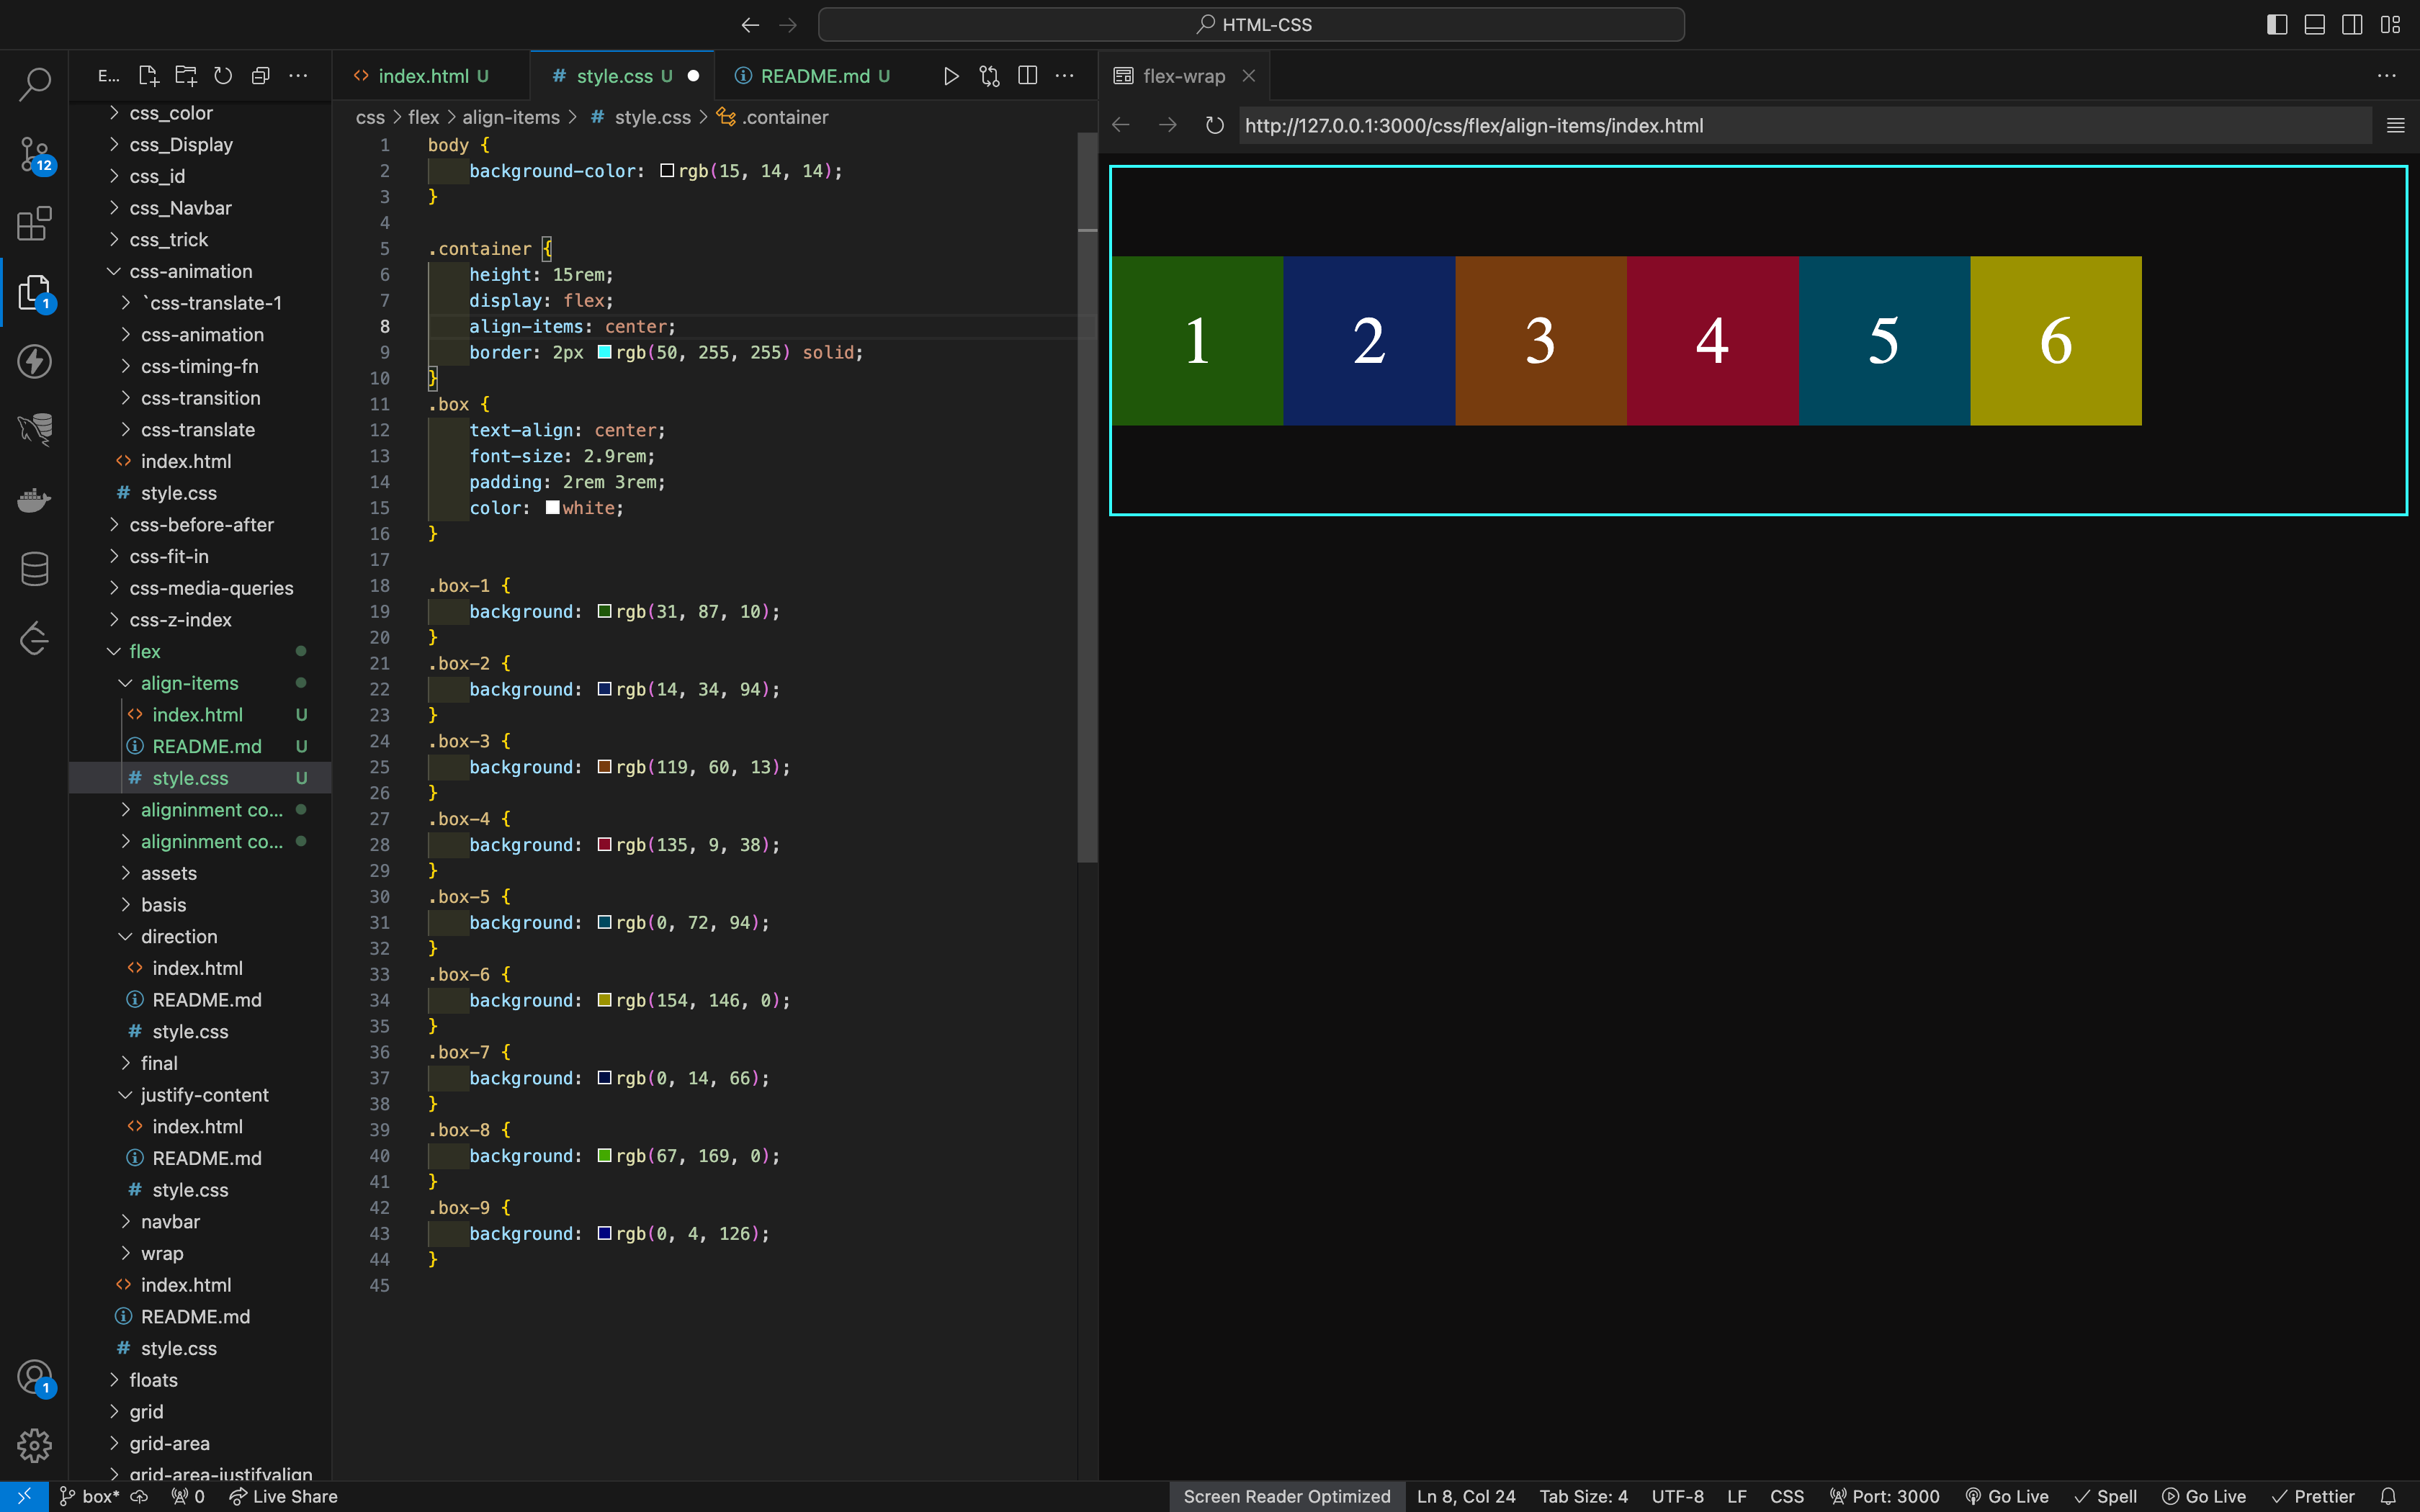 HTML-CSS
E...
index.html U
style.css U
README.md U
flex-wrap
css > flex > align-items > # style.css > .container
http://127.0.0.1:3000/css/flex/align-items/index.html
12
1
1
css_color
css_Display
css_id
css_Navbar
css_trick
css-animation
`css-translate-1
css-animation
css-timing-fn
css-transition
css-translate
index.html
# style.css
css-before-after
css-fit-in
css-media-queries
css-z-index
flex
align-items
index.html U
README.md U
# style.css U
aligninment co...
aligninment co...
assets
basis
direction
index.html
README.md
# style.css
final
justify-content
index.html
README.md
# style.css
navbar
wrap
index.html
README.md
# style.css
floats
grid
grid-area
grid-area-justifyalign
1 body {
2 background-color: rgb(15, 14, 14);
3 }
4
5 .container {
6 height: 15rem;
7 display: flex;
8 align-items: center;
9 border: 2px rgb(50, 255, 255) solid;
10 }
11 .box {
12 text-align: center;
13 font-size: 2.9rem;
14 padding: 2rem 3rem;
15 color: white;
16 }
17
18 .box-1 {
19 background: rgb(31, 87, 10);
20 }
21 .box-2 {
22 background: rgb(14, 34, 94);
23 }
24 .box-3 {
25 background: rgb(119, 60, 13);
26 }
27 .box-4 {
28 background: rgb(135, 9, 38);
29 }
30 .box-5 {
31 background: rgb(0, 72, 94);
32 }
33 .box-6 {
34 background: rgb(154, 146, 0);
35 }
36 .box-7 {
37 background: rgb(0, 14, 66);
38 }
39 .box-8 {
40 background: rgb(67, 169, 0);
41 }
42 .box-9 {
43 background: rgb(0, 4, 126);
44 }
45
1 2 3 4 5 6
box* 0 Live Share Screen Reader Optimized Ln 8, Col 24 Tab Size: 4 UTF-8 LF CSS Port: 3000 Go Live Spell Go Live Prettier